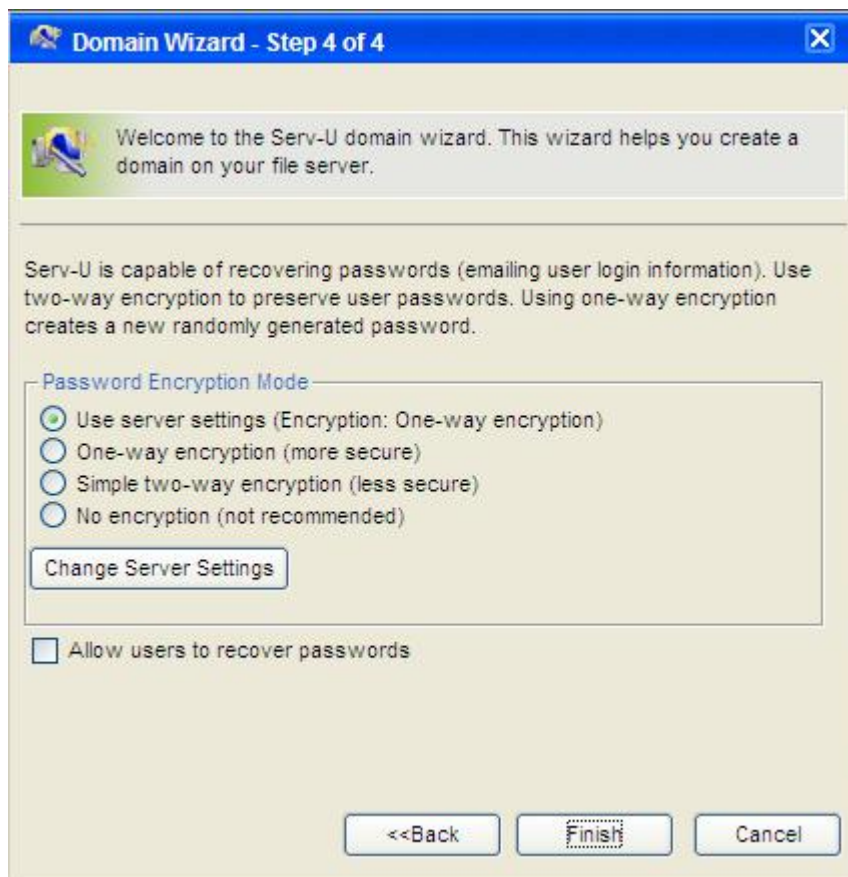 Domain Wizard - Step 4 of 4
Welcome to the Serv-U domain wizard. This wizard helps you create a
domain on your file server.
Serv-U is capable of recovering passwords (emailing user login information). Use
two-way encryption to preserve user passwords. Using one-way encryption
creates a new randomly generated password.
Password Encryption Mode
Use server settings (Encryption: One-way encryption)
One-way encryption (more secure)
Simple two-way encryption (less secure)
No encryption (not recommended)
Change Server Settings
Allow users to recover passwords
<<Back Finish Cancel